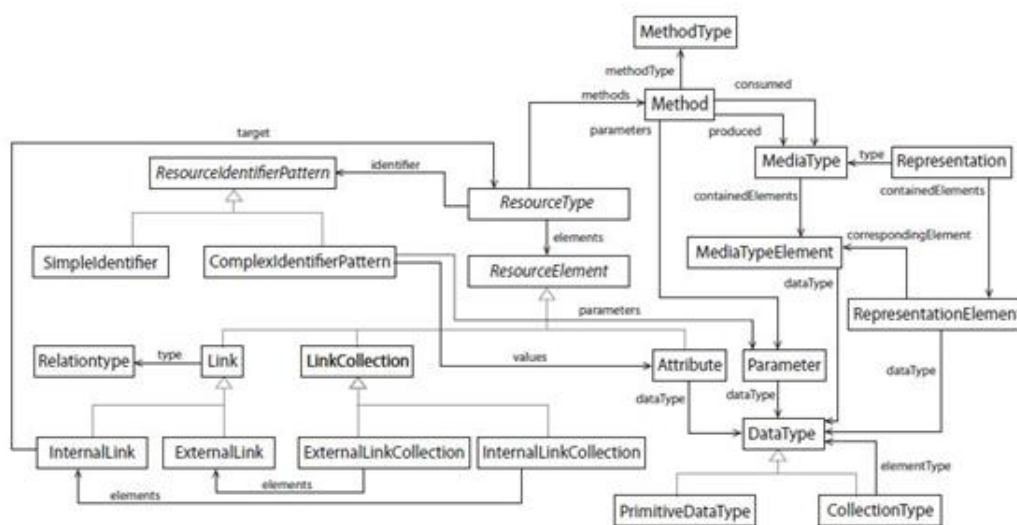 MethodType
methodType
consumed
methods
Method
parameters
produced
target
identifier
MediaType
type
Representation
ResourceIdentifierPattern
containedElements
containedElements
ResourceType
elements
correspondingElement
SimpleIdentifier
ComplexIdentifierPattern
ResourceElement
MediaTypeElement
dataType
parameters
RepresentationElement
Relationtype
type
Link
LinkCollection
values
Attribute
Parameter
dataType
dataType
dataType
InternalLink
ExternalLink
ExternalLinkCollection
InternalLinkCollection
DataType
elementType
elements
elements
PrimitiveDataType
CollectionType